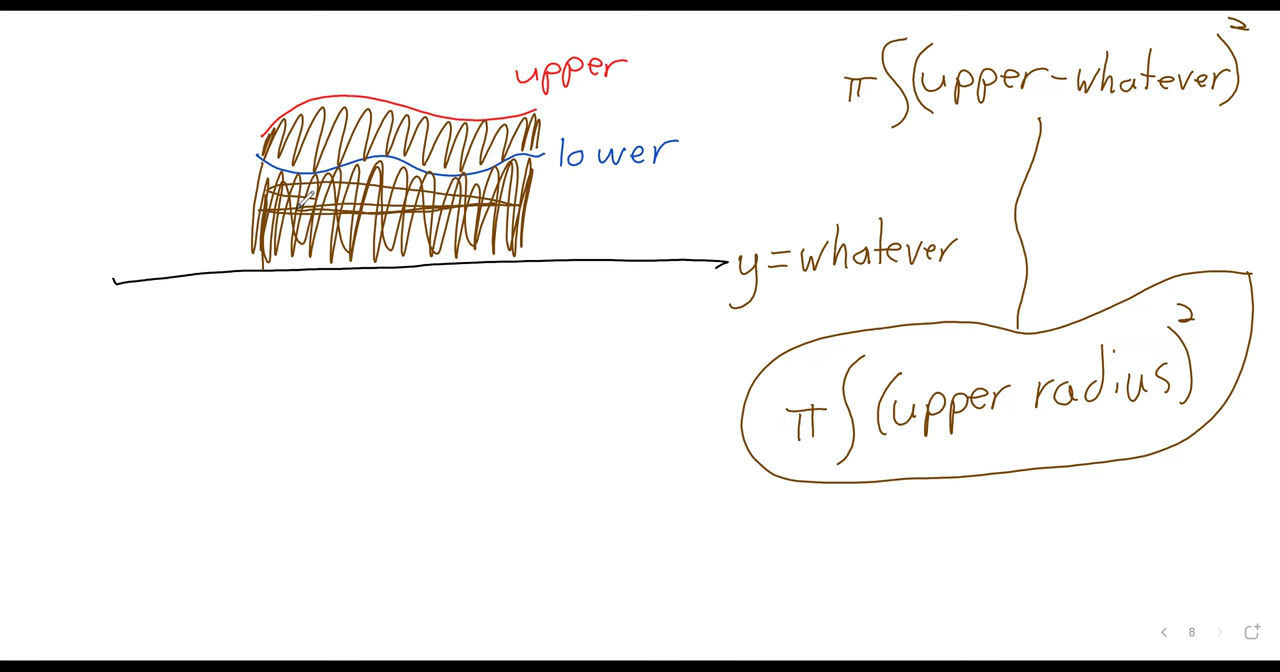 upper
lower
y = whatever
π∫(upper - whatever)²
π∫(upper radius)²
8